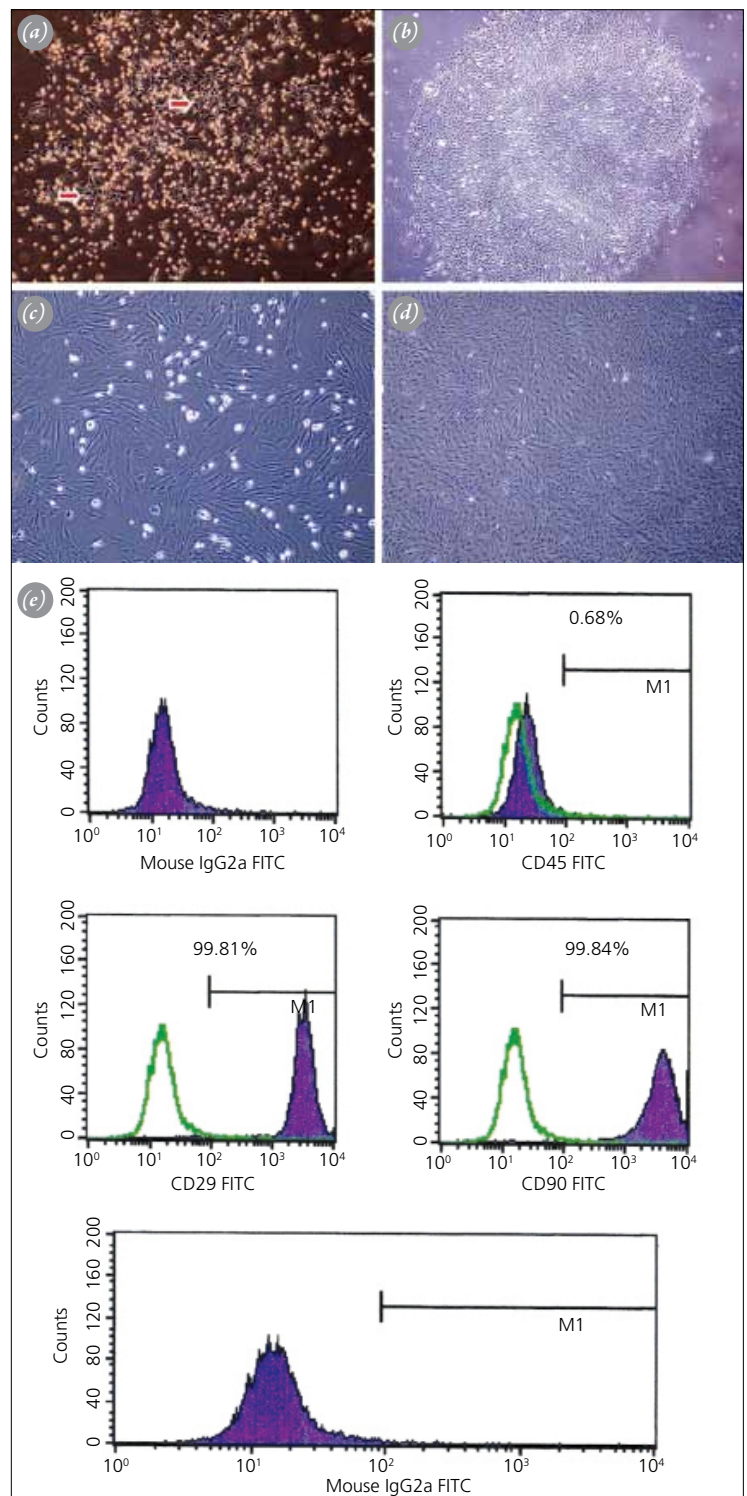 (a)
(b)
(c)
(d)
(e)
200
160
120
80
40
0
Counts
10⁰ 10¹ 10² 10³ 10⁴
Mouse IgG2a FITC
200
160
120
80
40
0
Counts
0.68%
M1
10⁰ 10¹ 10² 10³ 10⁴
CD45 FITC
200
160
120
80
40
0
Counts
99.81%
M1
10⁰ 10¹ 10² 10³ 10⁴
CD29 FITC
200
160
120
80
40
0
Counts
99.84%
M1
10⁰ 10¹ 10² 10³ 10⁴
CD90 FITC
200
160
120
80
40
0
Counts
M1
10⁰ 10¹ 10² 10³ 10⁴
Mouse IgG2a FITC